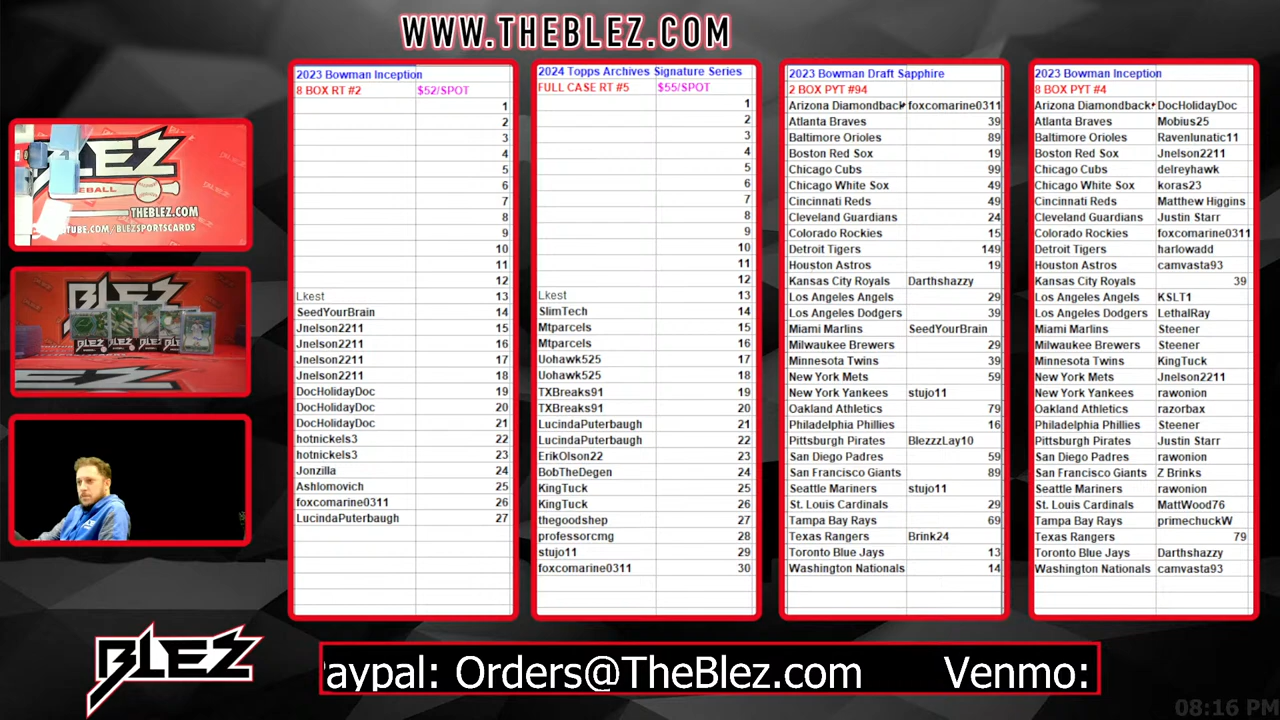 WWW.THEBLEZ.COM
BLEZ
BASEBALL
THEBLEZ.COM
TUBE.COM/BLEZSPORTSCARDS
BLEZ
2023 Bowman Inception
8 BOX RT #2 $52/SPOT
1
2
3
4
5
6
7
8
9
10
11
12
Lkest 13
SeedYourBrain 14
Jnelson2211 15
Jnelson2211 16
Jnelson2211 17
Jnelson2211 18
DocHolidayDoc 19
DocHolidayDoc 20
DocHolidayDoc 21
hotnickels3 22
hotnickels3 23
Jonzilla 24
Ashlomovich 25
foxcomarine0311 26
LucindaPuterbaugh 27
2024 Topps Archives Signature Series
FULL CASE RT #5 $55/SPOT
1
2
3
4
5
6
7
8
9
10
11
12
Lkest 13
SlimTech 14
Mtparcels 15
Mtparcels 16
Uohawk525 17
Uohawk525 18
TXBreaks91 19
TXBreaks91 20
LucindaPuterbaugh 21
LucindaPuterbaugh 22
ErikOlson22 23
BobTheDegen 24
KingTuck 25
KingTuck 26
thegoodshep 27
professorcmg 28
stujo11 29
foxcomarine0311 30
2023 Bowman Draft Sapphire
2 BOX PYT #94
Arizona Diamondback foxcomarine0311
Atlanta Braves 39
Baltimore Orioles 89
Boston Red Sox 19
Chicago Cubs 99
Chicago White Sox 49
Cincinnati Reds 49
Cleveland Guardians 24
Colorado Rockies 15
Detroit Tigers 149
Houston Astros 19
Kansas City Royals Darthshazzy
Los Angeles Angels 29
Los Angeles Dodgers 39
Miami Marlins SeedYourBrain
Milwaukee Brewers 29
Minnesota Twins 39
New York Mets 59
New York Yankees stujo11
Oakland Athletics 79
Philadelphia Phillies 16
Pittsburgh Pirates BlezzzLay10
San Diego Padres 59
San Francisco Giants 89
Seattle Mariners stujo11
St. Louis Cardinals 29
Tampa Bay Rays 69
Texas Rangers Brink24
Toronto Blue Jays 13
Washington Nationals 14
2023 Bowman Inception
8 BOX PYT #4
Arizona Diamondback DocHolidayDoc
Atlanta Braves Mobius25
Baltimore Orioles Ravenlunatic11
Boston Red Sox Jnelson2211
Chicago Cubs delreyhawk
Chicago White Sox koras23
Cincinnati Reds Matthew Higgins
Cleveland Guardians Justin Starr
Colorado Rockies foxcomarine0311
Detroit Tigers harlowadd
Houston Astros camvasta93
Kansas City Royals 39
Los Angeles Angels KSLT1
Los Angeles Dodgers LethalRay
Miami Marlins Steener
Milwaukee Brewers Steener
Minnesota Twins KingTuck
New York Mets Jnelson2211
New York Yankees rawonion
Oakland Athletics razorbax
Philadelphia Phillies Steener
Pittsburgh Pirates Justin Starr
San Diego Padres rawonion
San Francisco Giants Z Brinks
Seattle Mariners rawonion
St. Louis Cardinals MattWood76
Tampa Bay Rays primechuckW
Texas Rangers 79
Toronto Blue Jays Darthshazzy
Washington Nationals camvasta93
BLEZ
aypal: Orders@TheBlez.com Venmo:
08:16 PM